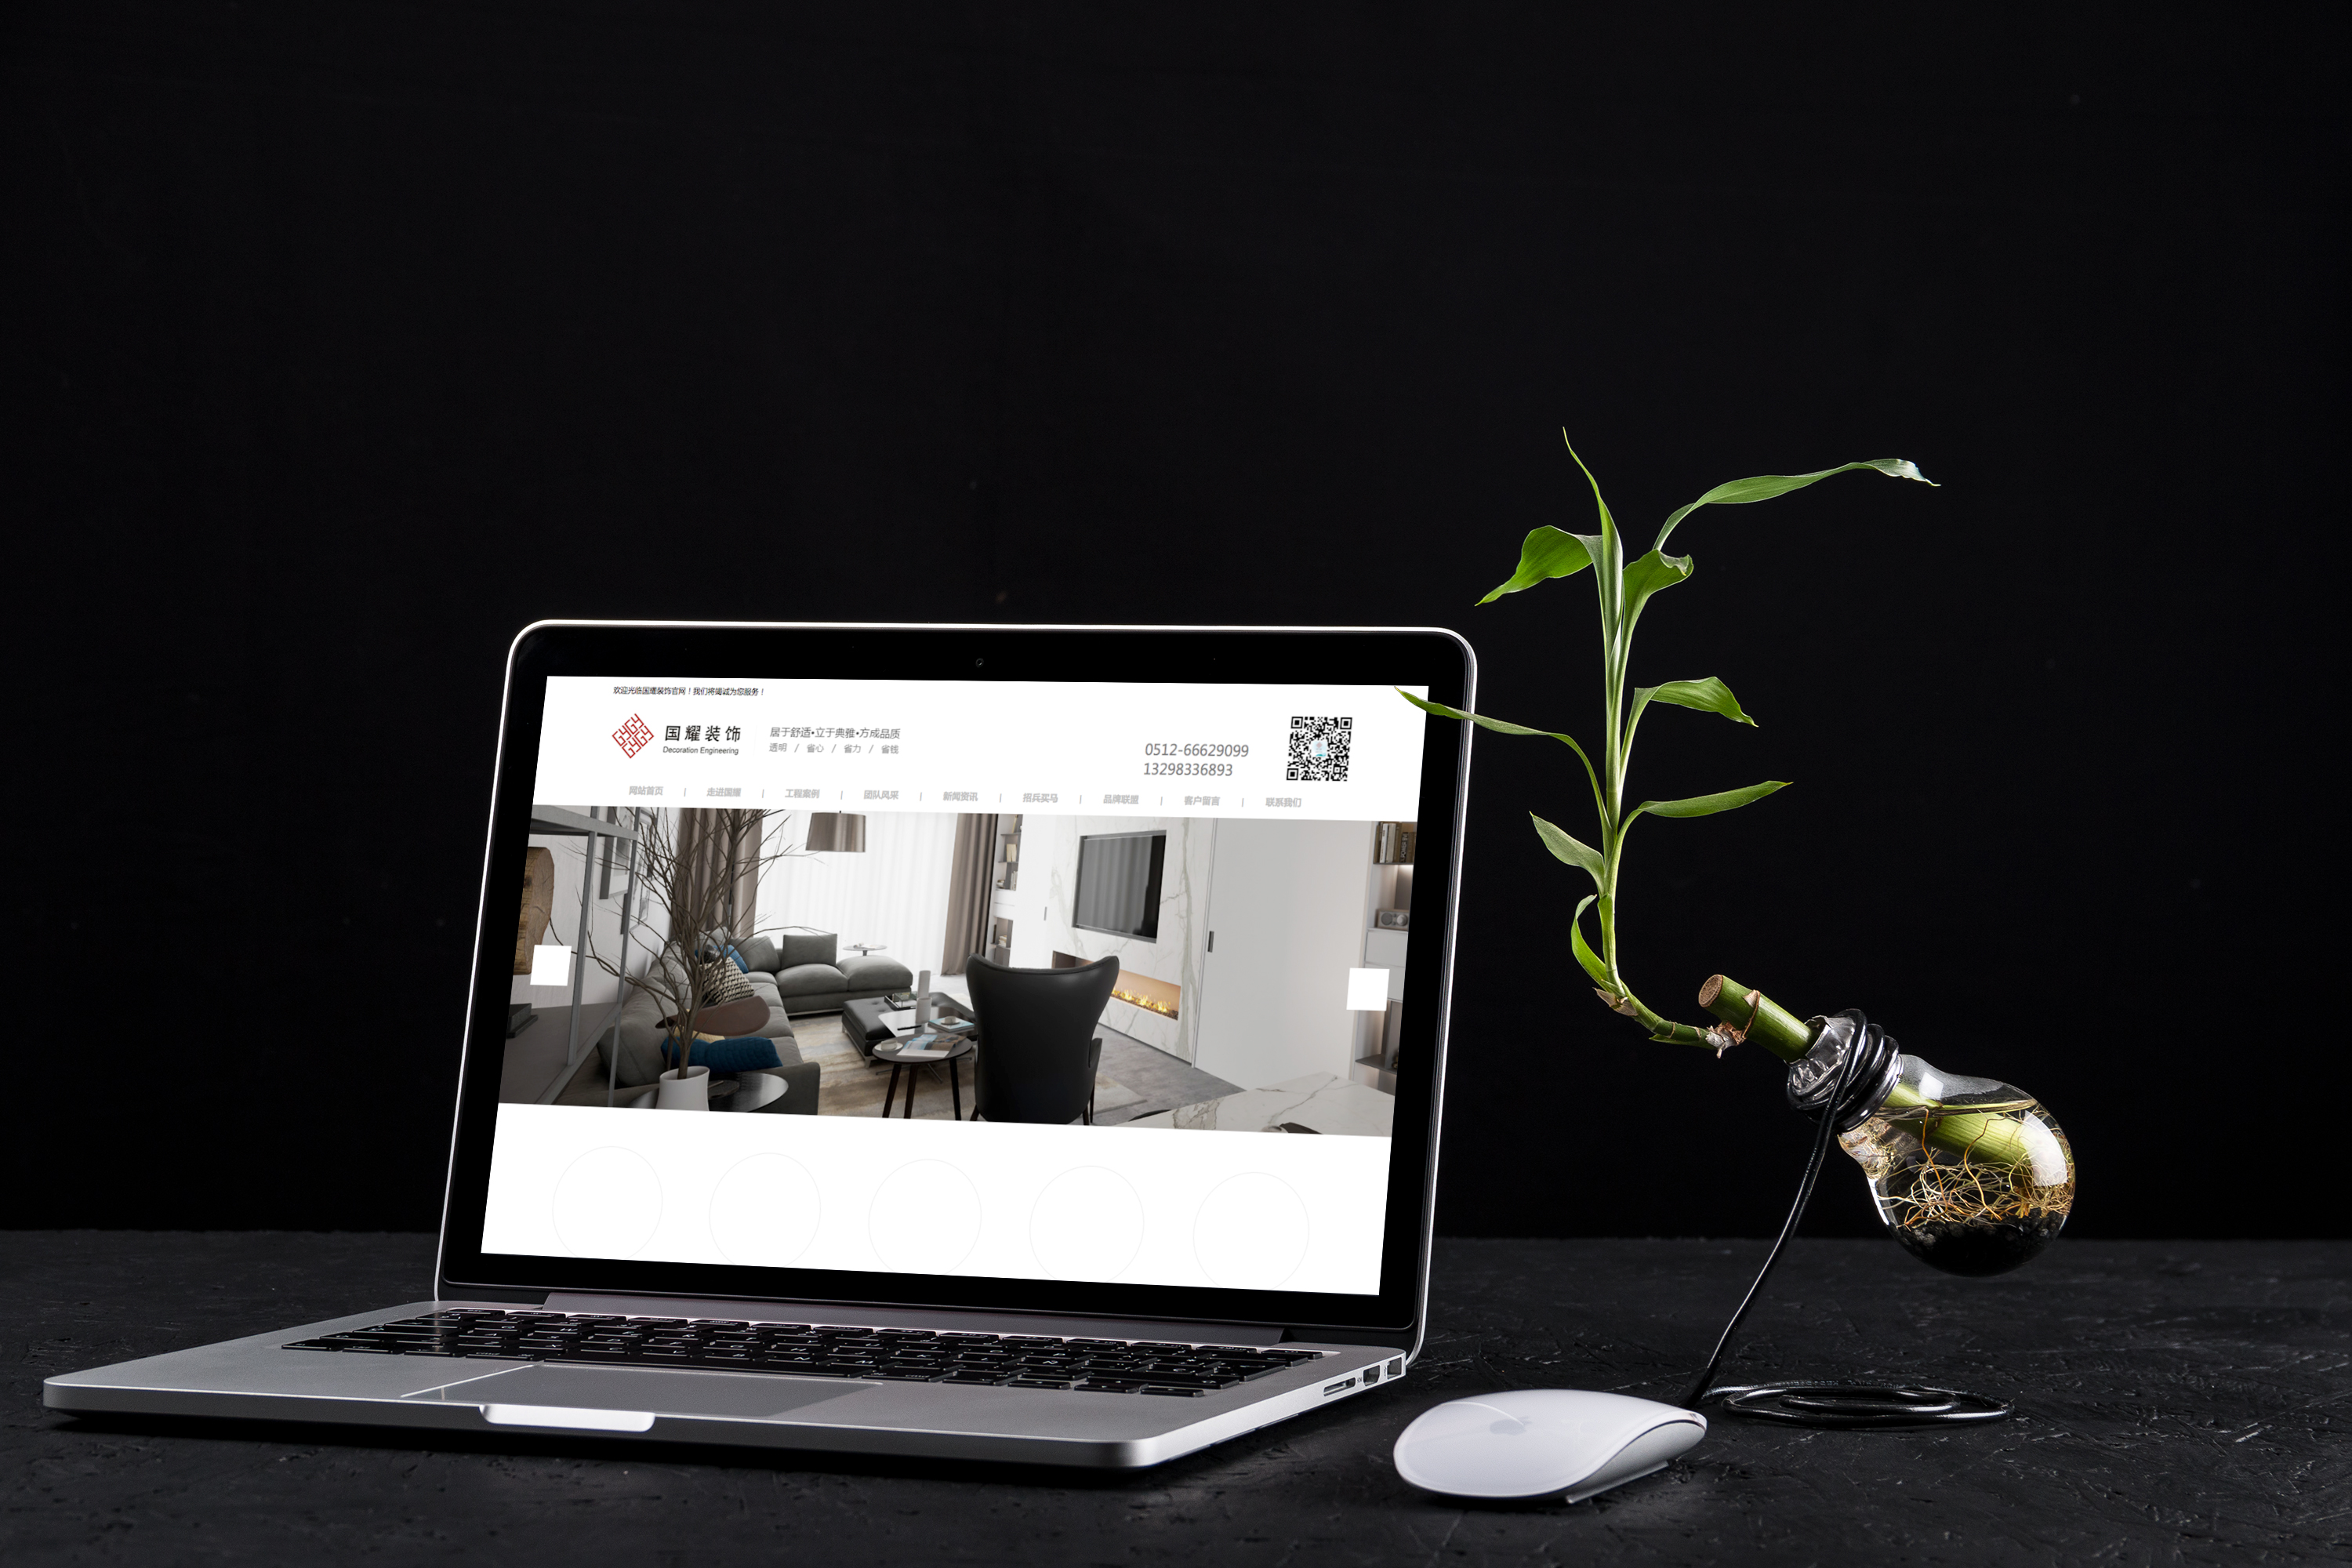 欢迎光临国耀装饰官网！我们将竭诚为您服务！
国耀装饰
Decoration Engineering
居于舒适•立于典雅•方成品质
透明 / 省心 / 省力 / 省钱
0512-66629099
13298336893
网站首页 | 走进国耀 | 工程案例 | 团队风采 | 新闻资讯 | 招兵买马 | 品牌联盟 | 客户留言 | 联系我们